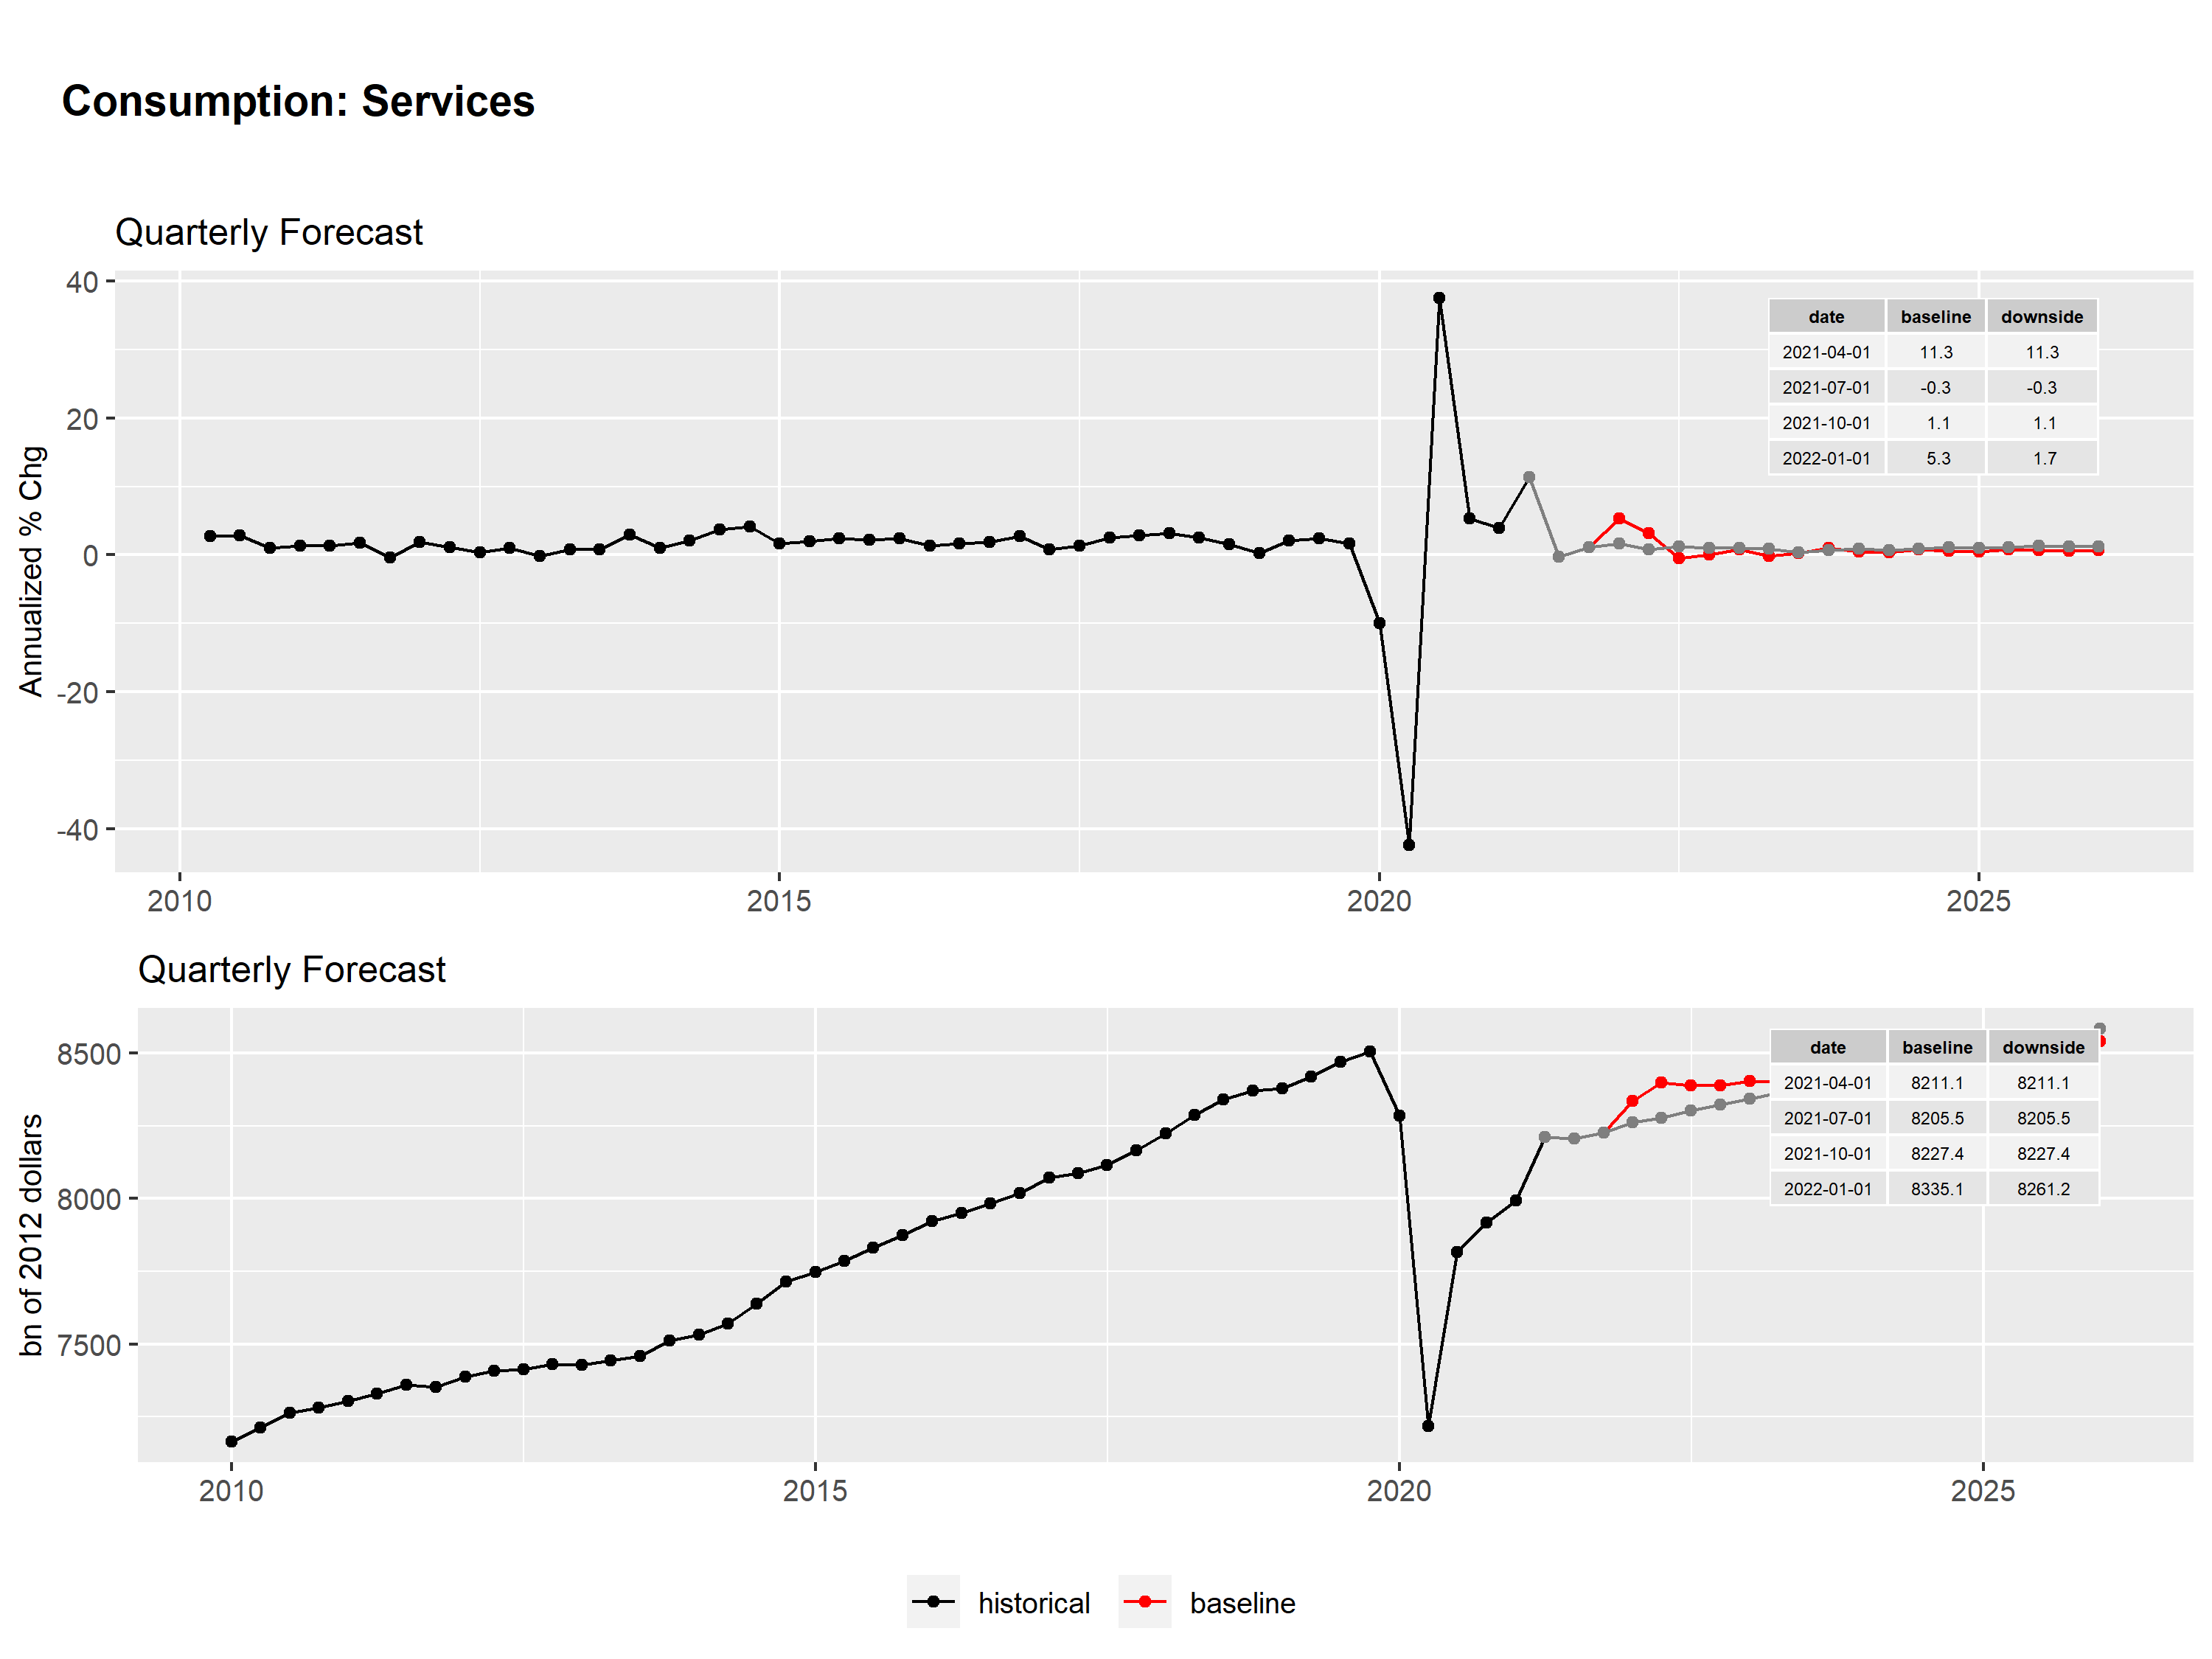 Consumption: Services
Quarterly Forecast
Annualized % Chg
40
20
0
-20
-40
date baseline downside
2021-04-01 11.3 11.3
2021-07-01 -0.3 -0.3
2021-10-01 1.1 1.1
2022-01-01 5.3 1.7
2010 2015 2020 2025
Quarterly Forecast
bn of 2012 dollars
8500
8000
7500
date baseline downside
2021-04-01 8211.1 8211.1
2021-07-01 8205.5 8205.5
2021-10-01 8227.4 8227.4
2022-01-01 8335.1 8261.2
2010 2015 2020 2025
historical baseline